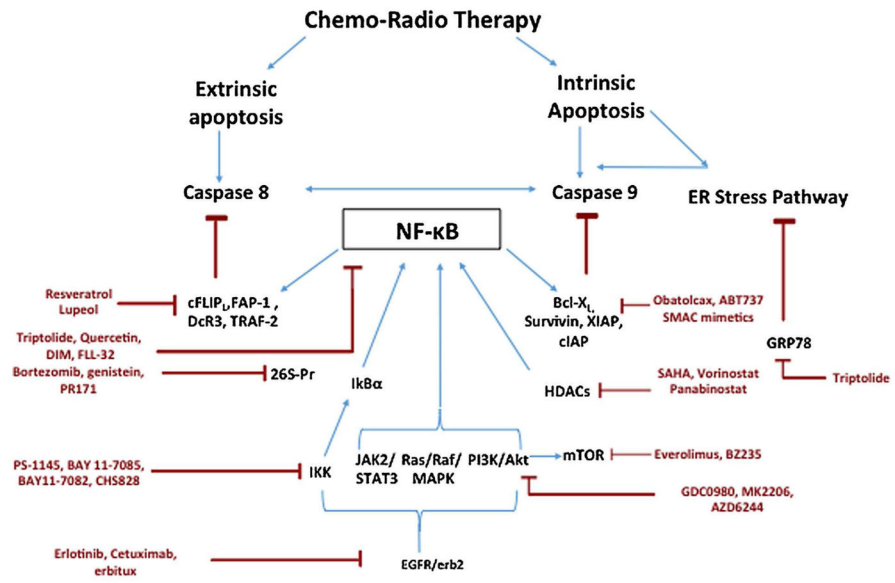 Chemo-Radio Therapy
Extrinsic
apoptosis
Intrinsic
Apoptosis
Caspase 8
Caspase 9
ER Stress Pathway
NF-κB
Resveratrol
Lupeol
cFLIPL,FAP-1 ,
DcR3, TRAF-2
Bcl-XL,
Survivin, XIAP,
cIAP
Obatolcax, ABT737
SMAC mimetics
Triptolide, Quercetin,
DIM, FLL-32
Bortezomib, genistein,
PR171
26S-Pr
IkBα
GRP78
HDACs
SAHA, Vorinostat
Panabinostat
Triptolide
PS-1145, BAY 11-7085,
BAY11-7082, CHS828
IKK
JAK2/
STAT3
Ras/Raf/
MAPK
PI3K/Akt
mTOR
Everolimus, BZ235
GDC0980, MK2206,
AZD6244
Erlotinib, Cetuximab,
erbitux
EGFR/erb2